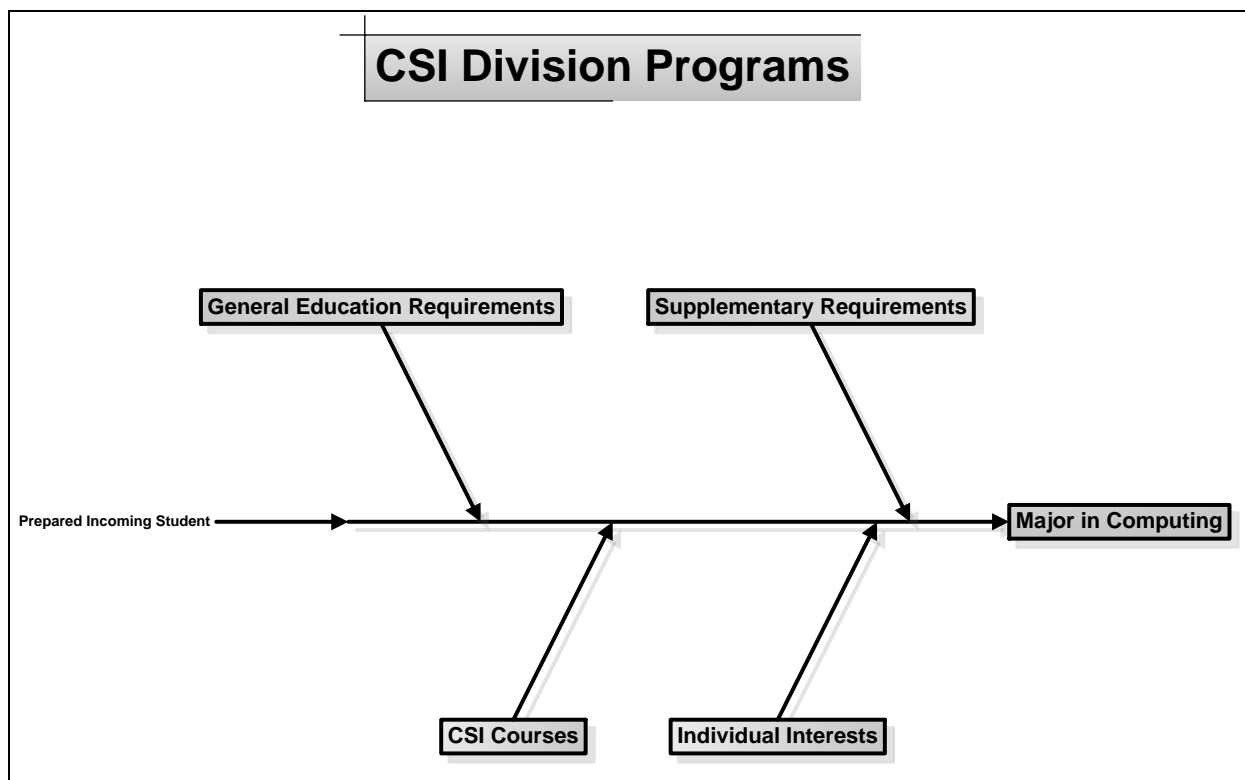 CSI Division Programs
General Education Requirements
Supplementary Requirements
Prepared Incoming Student
Major in Computing
CSI Courses
Individual Interests